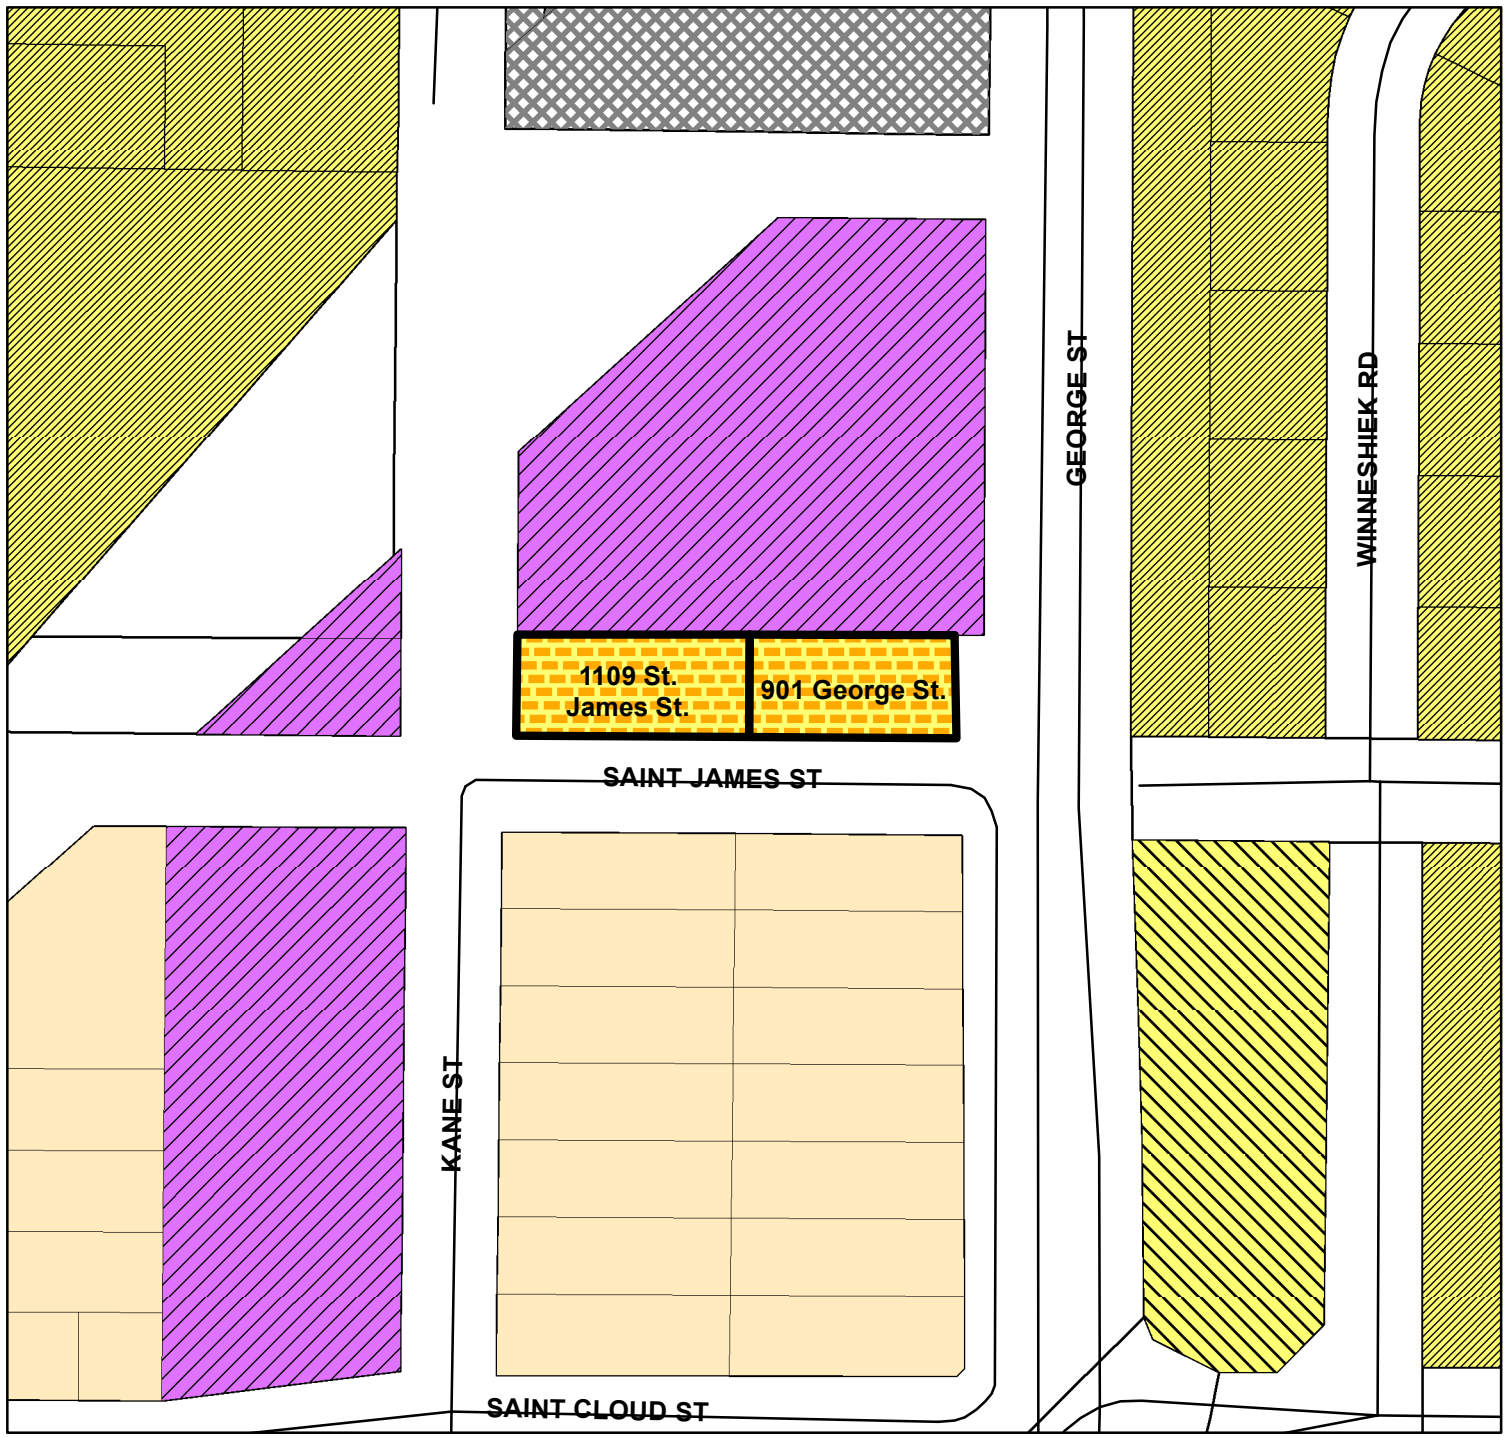 GEORGE ST
WINNESHIEK RD
1109 St.
James St.
901 George St.
SAINT JAMES ST
KANE ST
SAINT CLOUD ST